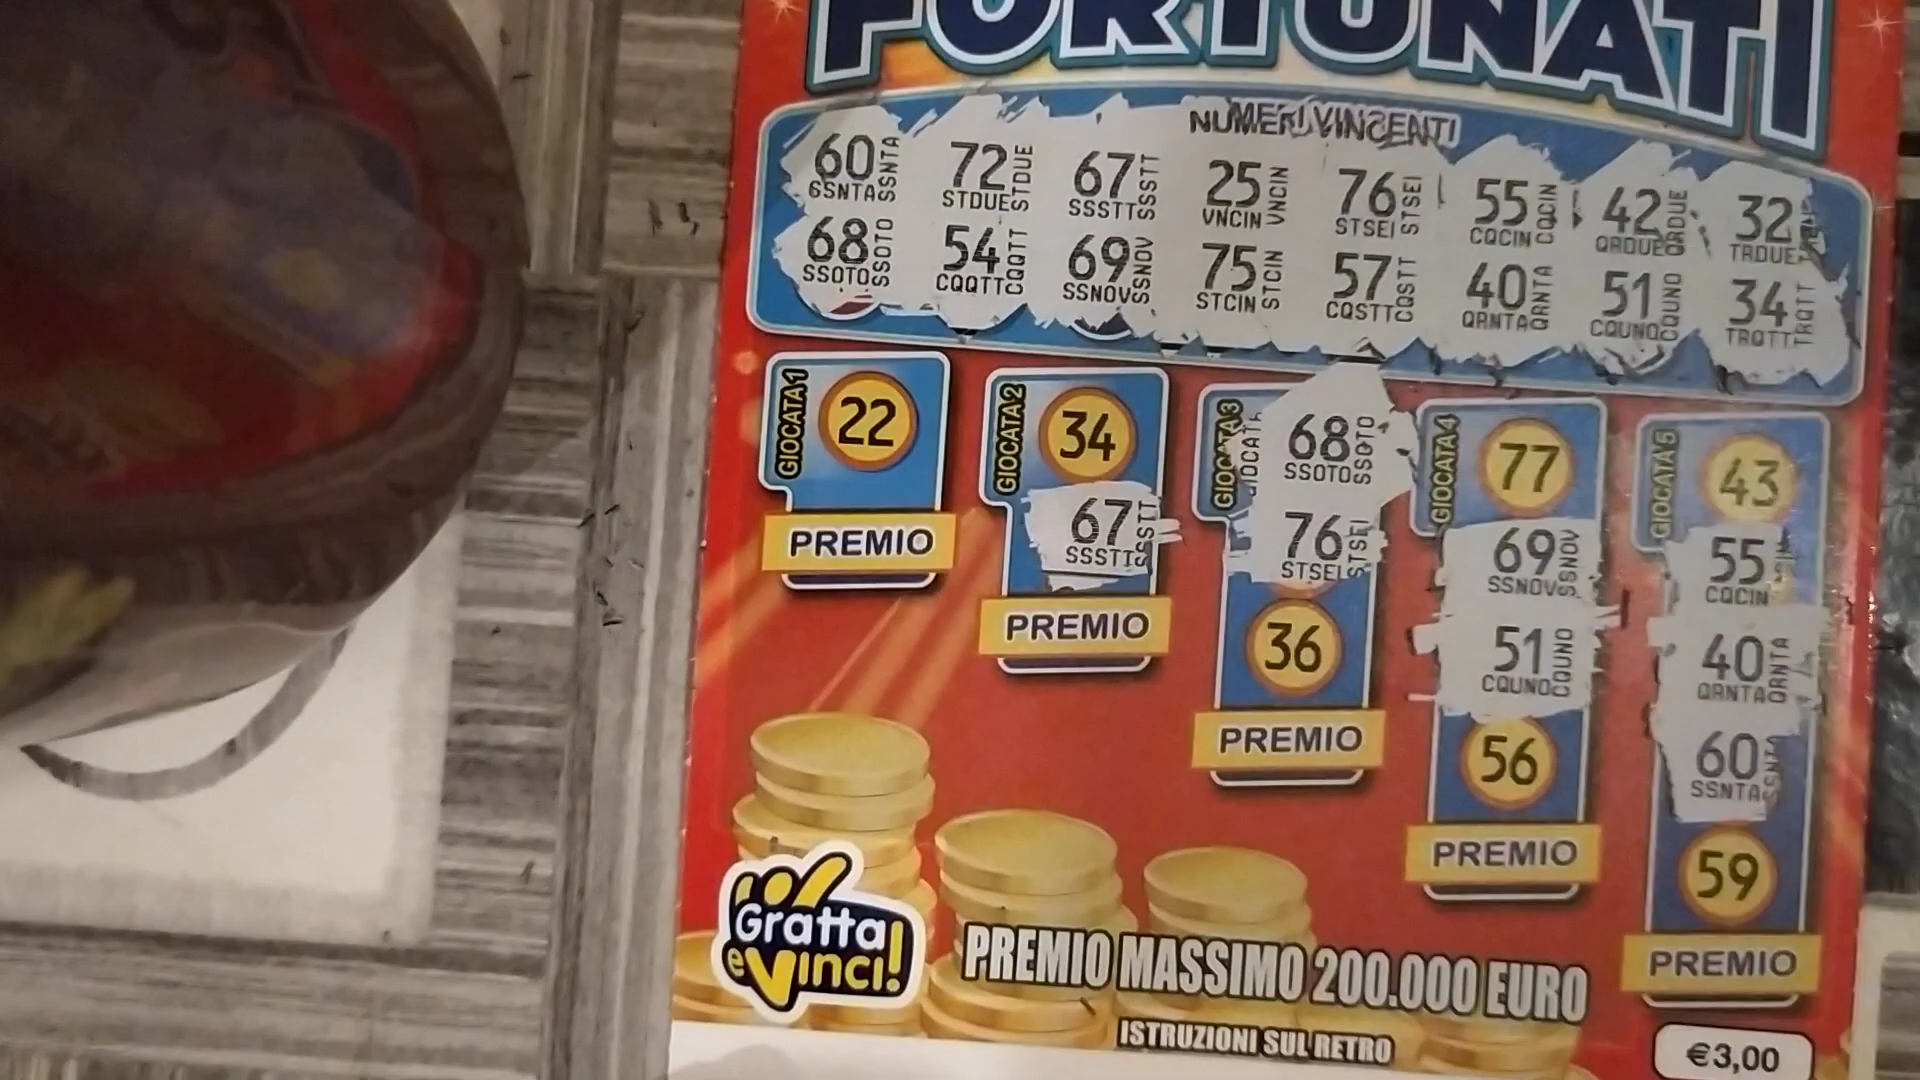 FORTUNATI
NUMERI VINCENTI
60 72 67 25 76 55 42 32
SSNTA STDUE SSSTT VNCIN STSEI CQCIN QRDUE TRDUE
SSNTA STDUE SSSTT VNCIN STSEI CQCIN QRDUE
68 54 69 75 57 40 51 34
SSOTO CQQTT SSNOV STCIN CQSTT QRNTA CQUNO TRQTT
SSOTO CQQTT SSNOV STCIN CQSTT QRNTA CQUNO TRQTT
GIOCATA 1
22
PREMIO
GIOCATA 2
34
67
SSSTT
SSSTT
PREMIO
GIOCATA 3
68
SSOTO
SSOTO
76
STSEI
STSEI
36
PREMIO
GIOCATA 4
77
69
SSNOV
SSNOV
51
CQUNO
CQUNO
56
PREMIO
GIOCATA 5
43
55
CQCIN
40
QRNTA
QRNTA
60
SSNTA
SSNTA
59
PREMIO
Gratta
e Vinci!
PREMIO MASSIMO 200.000 EURO
ISTRUZIONI SUL RETRO
€3,00